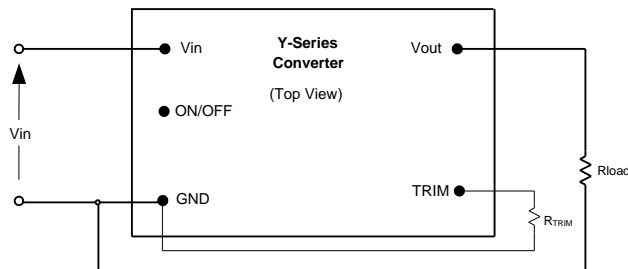 Y-Series
Converter
(Top View)
Vin
Vout
ON/OFF
Vin
GND
TRIM
Rload
RTRIM